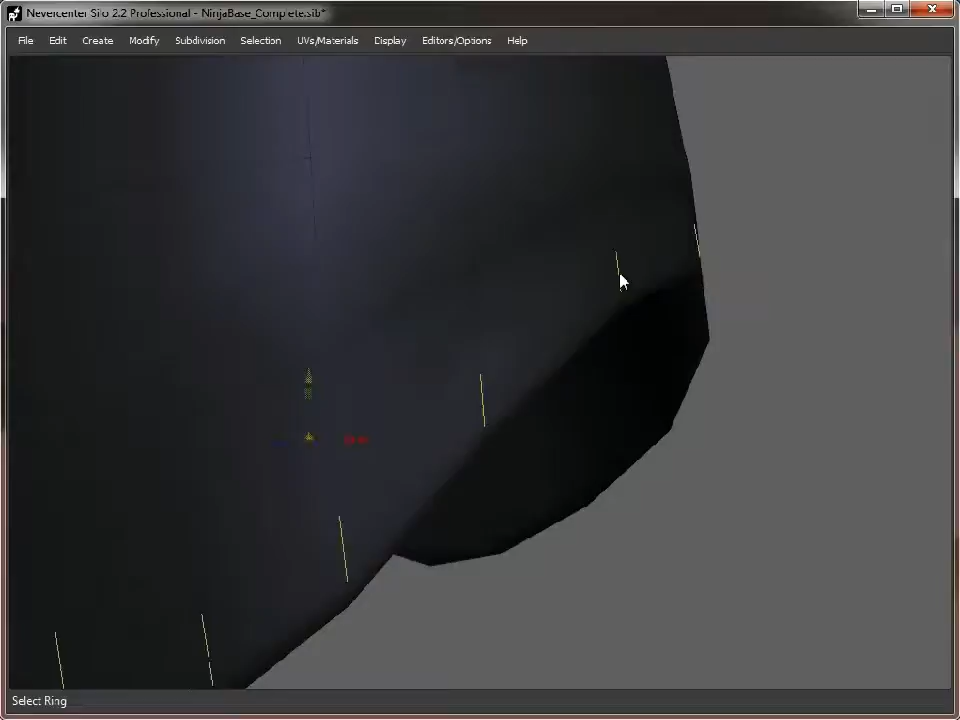 Nevercenter Silo 2.2 Professional - NinjaBase_Complete.sib*
File Edit Create Modify Subdivision Selection UVs/Materials Display Editors/Options Help
Select Ring